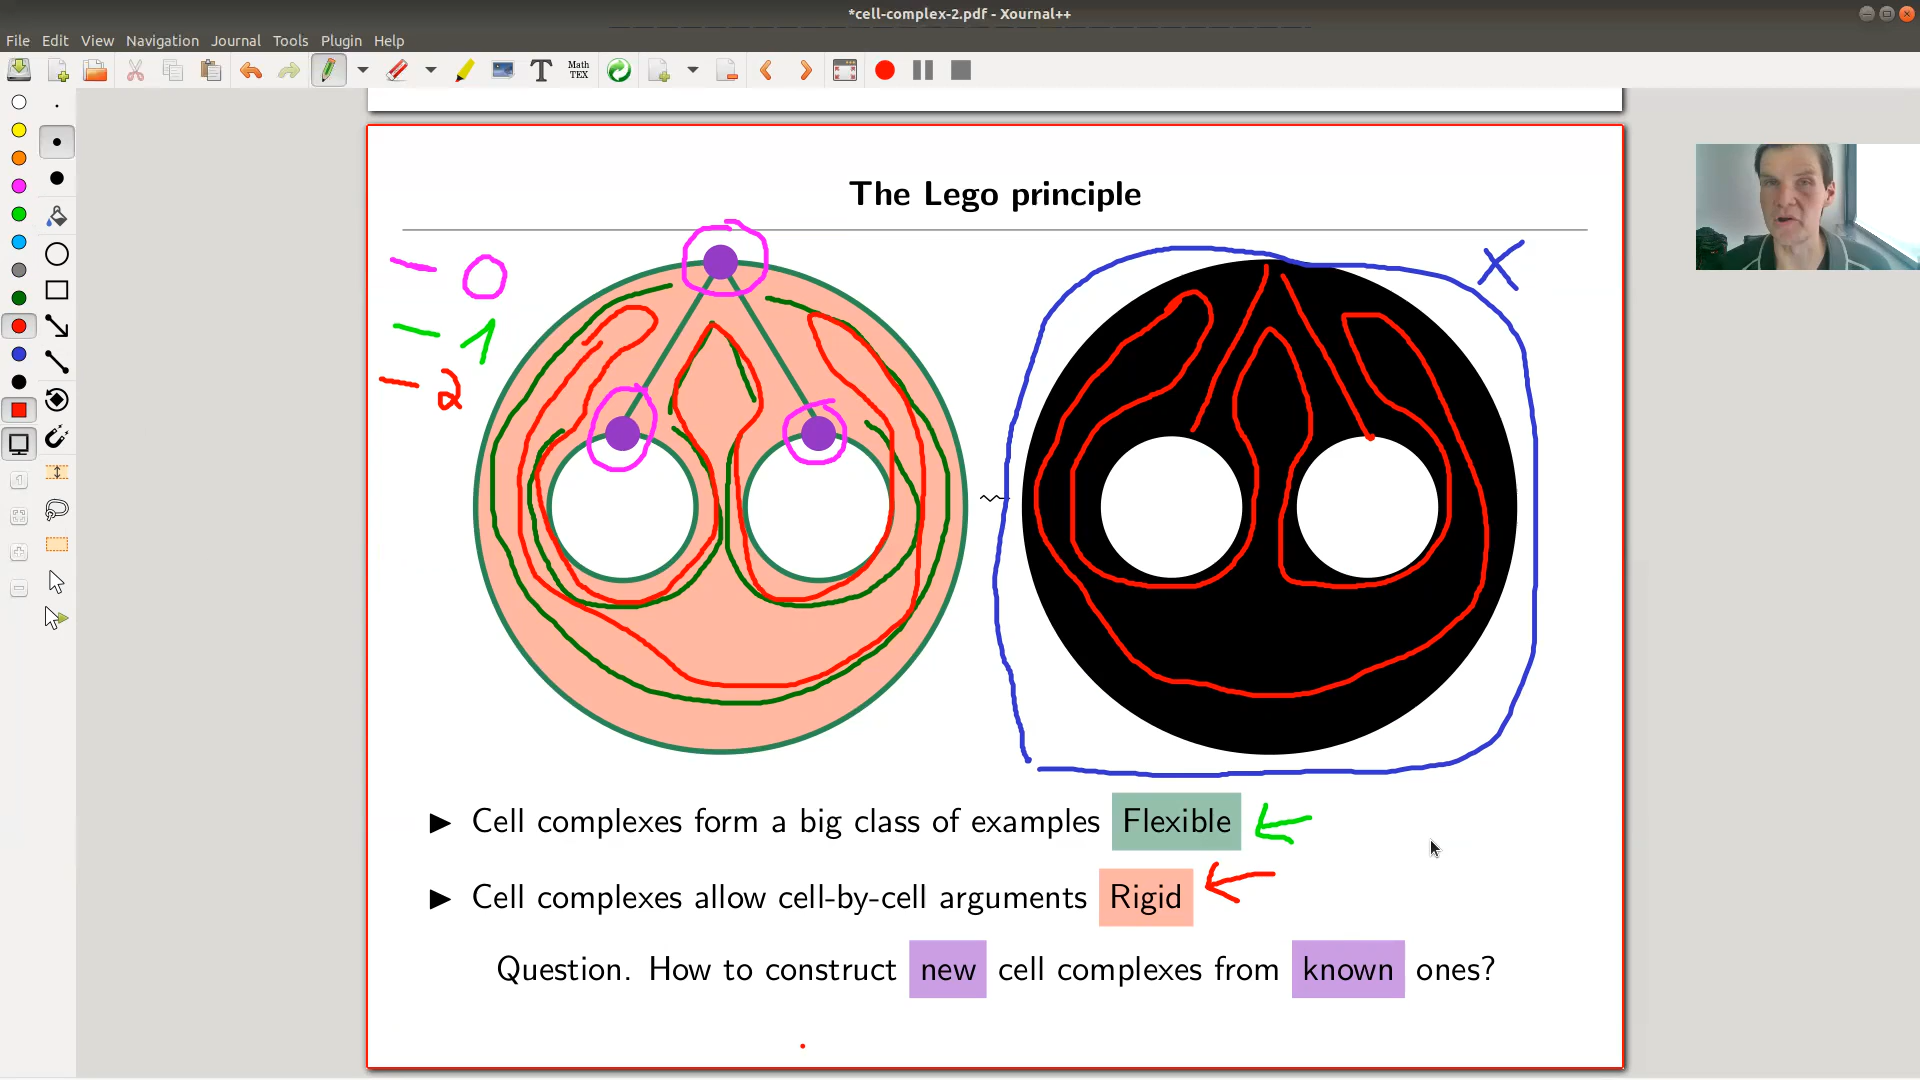 *cell-complex-2.pdf - Xournal++
File Edit View Navigation Journal Tools Plugin Help
Math
TEX
The Lego principle
- 0
- 1
- 2
X
▶ Cell complexes form a big class of examples Flexible
▶ Cell complexes allow cell-by-cell arguments Rigid
Question. How to construct new cell complexes from known ones?